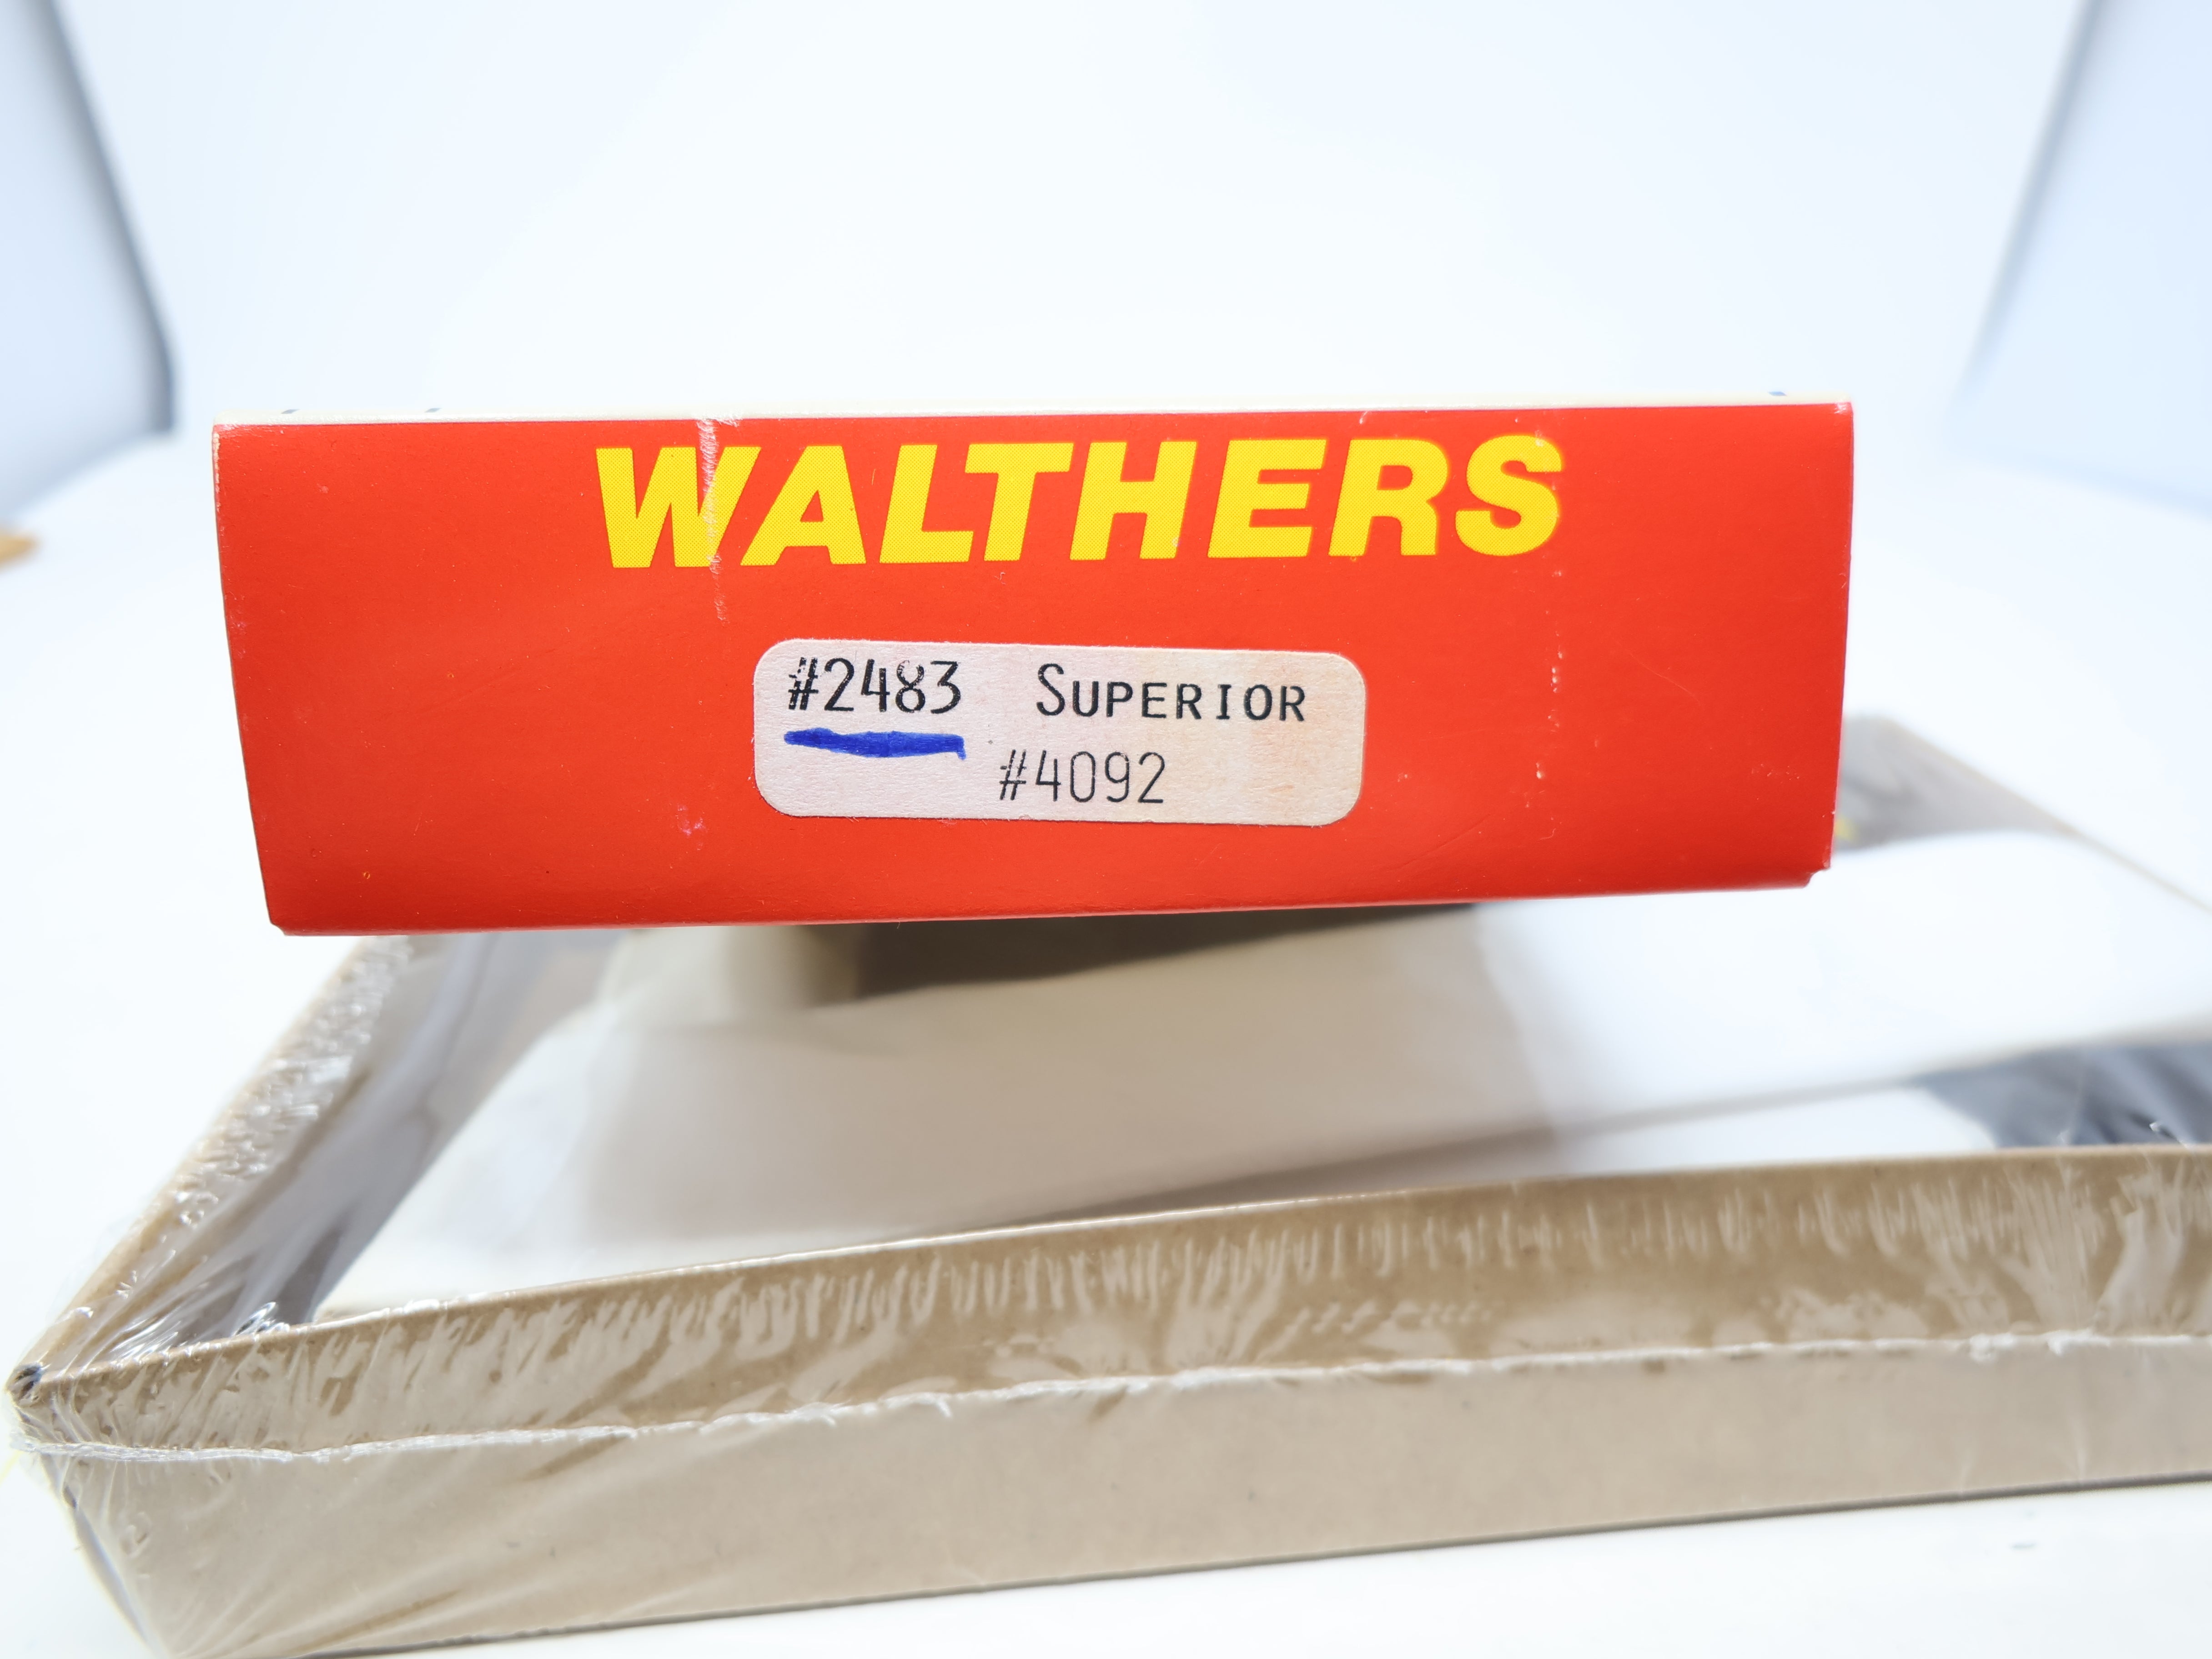 WALTHERS
#2483 SUPERIOR
#4092